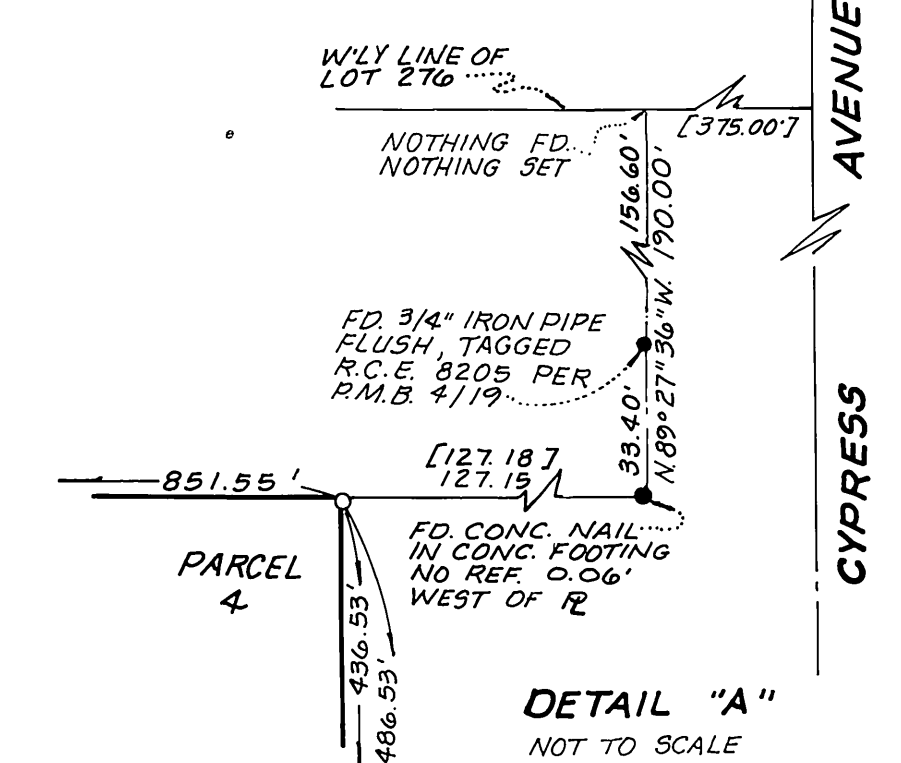 W'LY LINE OF
LOT 276
AVENUE
[375.00']
NOTHING FD.
NOTHING SET
156.60'
N. 89° 27' 36" W. 190.00'
FD. 3/4" IRON PIPE
FLUSH, TAGGED
R.C.E. 8205 PER
P.M.B. 4/19
33.40'
CYPRESS
[127.18]
127.15
851.55'
FD. CONC. NAIL
IN CONC. FOOTING
NO REF. 0.06'
WEST OF PL
PARCEL
4
436.53'
486.53'
DETAIL "A"
NOT TO SCALE
e